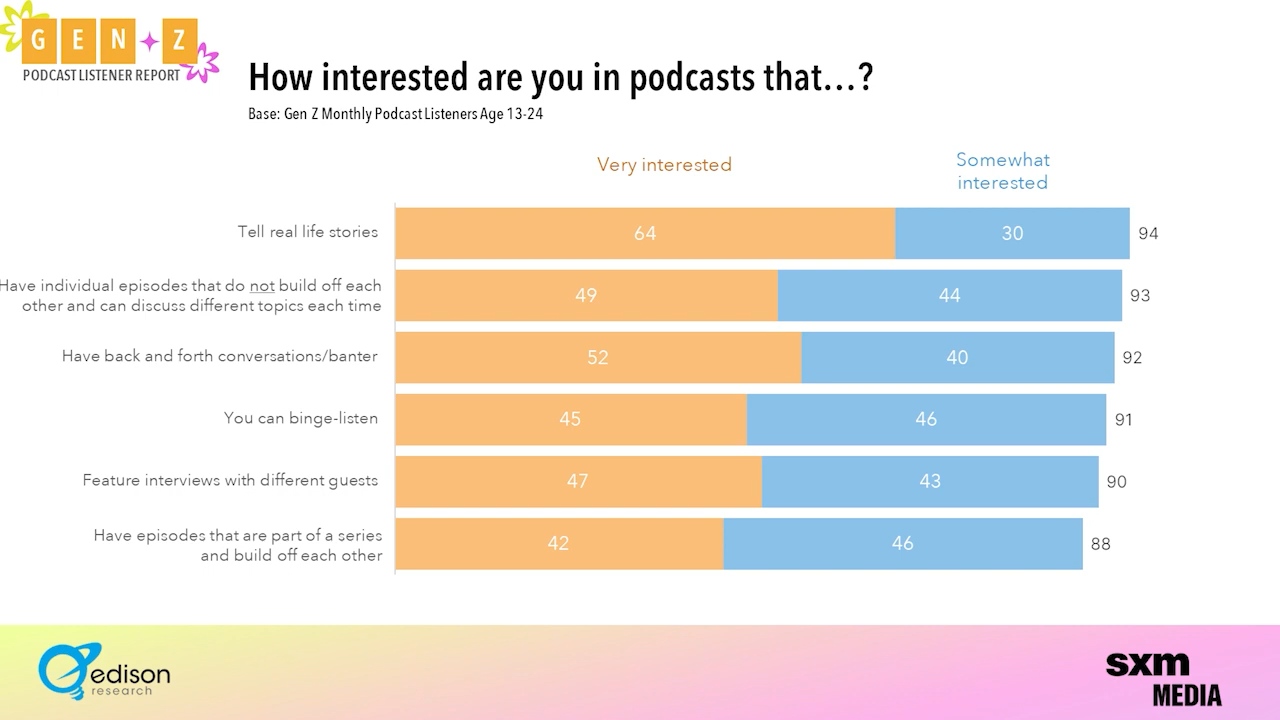 GEN Z
PODCAST LISTENER REPORT
How interested are you in podcasts that...?
Base: Gen Z Monthly Podcast Listeners Age 13-24
Very interested
Somewhat
interested
Tell real life stories
64
30
94
Have individual episodes that do not build off each
other and can discuss different topics each time
49
44
93
Have back and forth conversations/banter
52
40
92
You can binge-listen
45
46
91
Feature interviews with different guests
47
43
90
Have episodes that are part of a series
and build off each other
42
46
88
edison
research
sxm
MEDIA